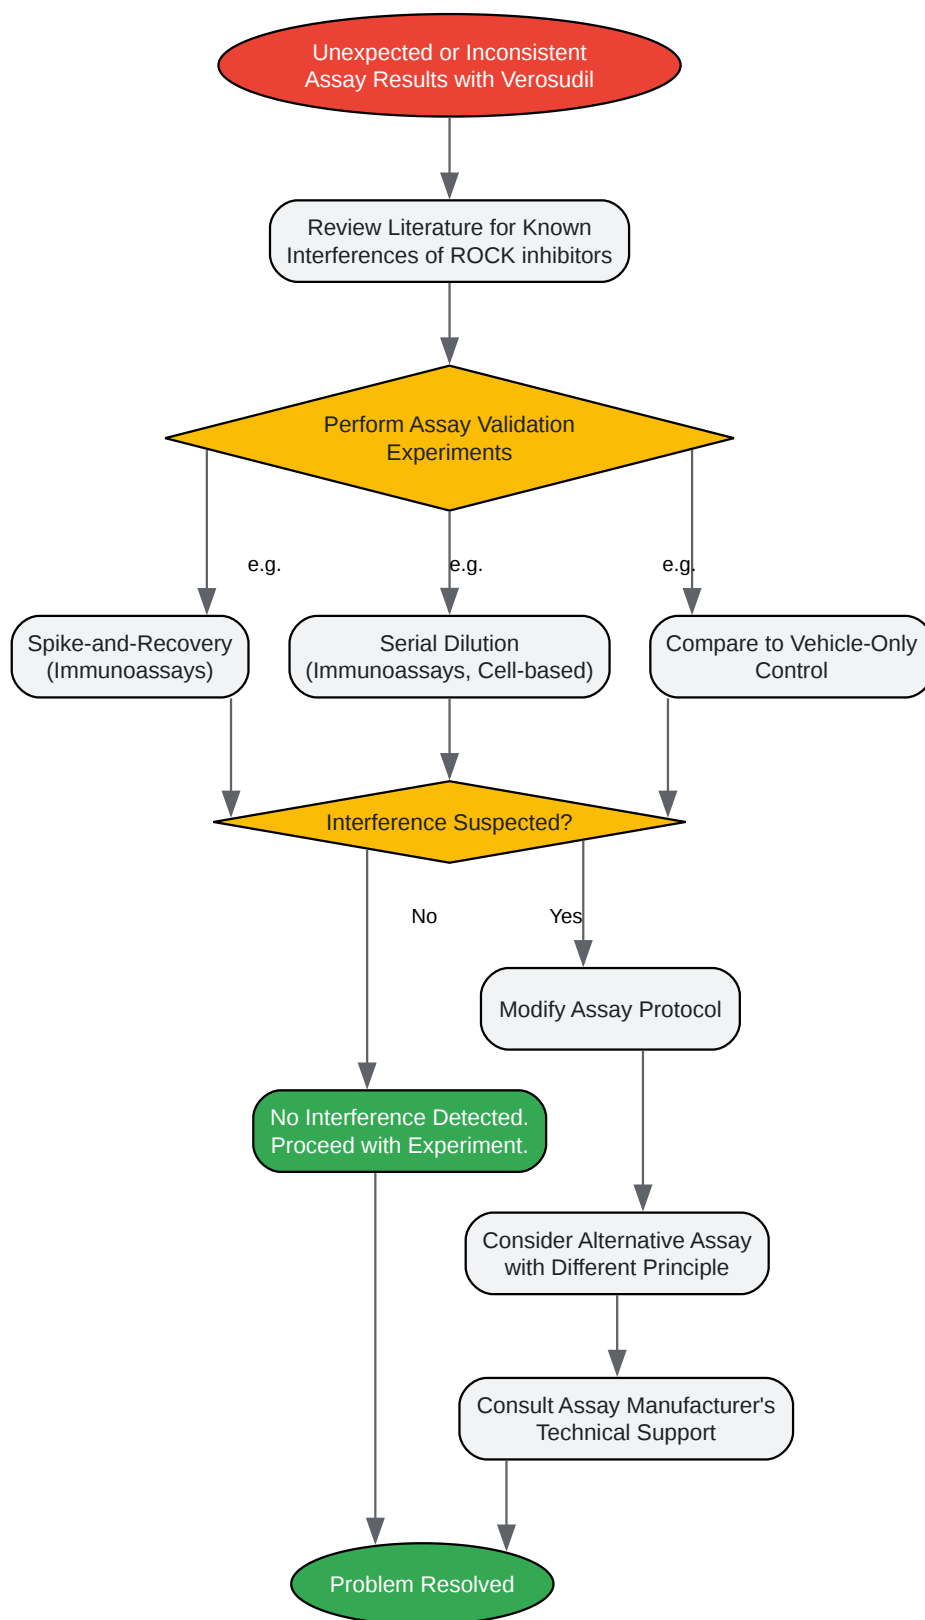 Unexpected or Inconsistent
Assay Results with Verosudil
Review Literature for Known
Interferences of ROCK inhibitors
Perform Assay Validation
Experiments
e.g.
e.g.
e.g.
Spike-and-Recovery
(Immunoassays)
Serial Dilution
(Immunoassays, Cell-based)
Compare to Vehicle-Only
Control
Interference Suspected?
No
Yes
Modify Assay Protocol
No Interference Detected.
Proceed with Experiment.
Consider Alternative Assay
with Different Principle
Consult Assay Manufacturer's
Technical Support
Problem Resolved